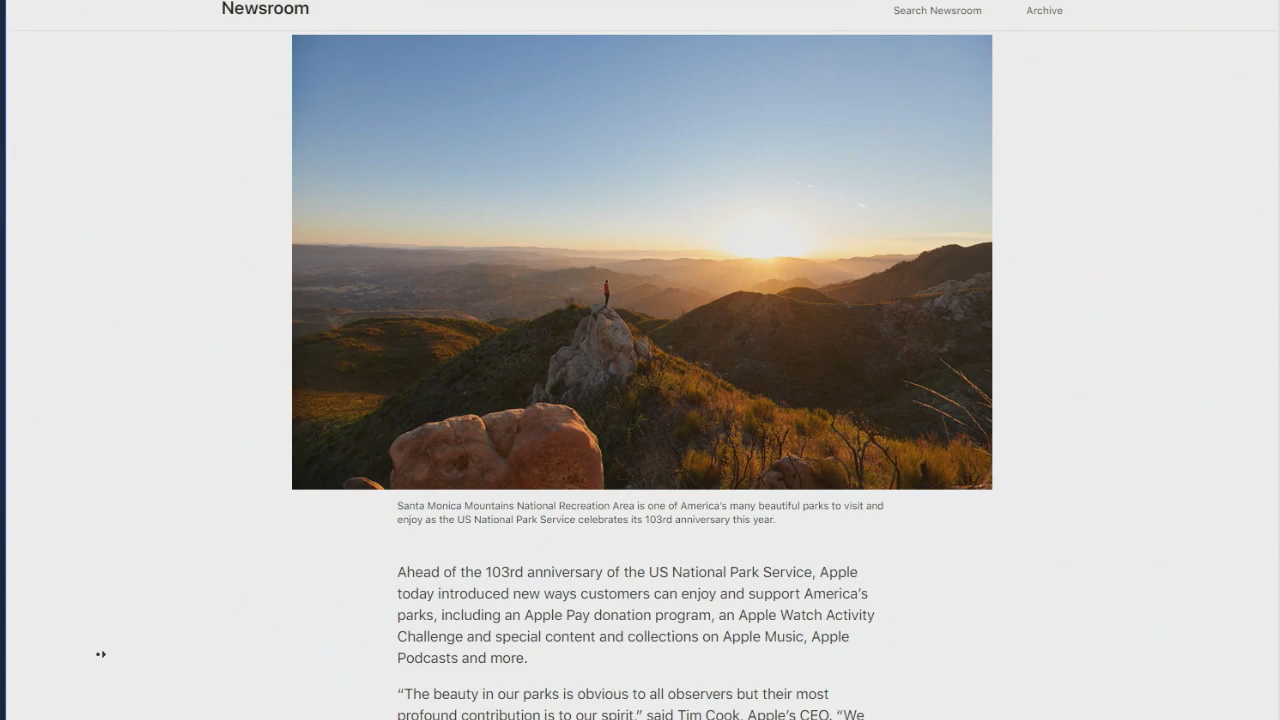 Newsroom
Search Newsroom
Archive
Santa Monica Mountains National Recreation Area is one of America's many beautiful parks to visit and
enjoy as the US National Park Service celebrates its 103rd anniversary this year.
Ahead of the 103rd anniversary of the US National Park Service, Apple
today introduced new ways customers can enjoy and support America's
parks, including an Apple Pay donation program, an Apple Watch Activity
Challenge and special content and collections on Apple Music, Apple
Podcasts and more.
“The beauty in our parks is obvious to all observers but their most
profound contribution is to our spirit,” said Tim Cook, Apple's CEO. “We